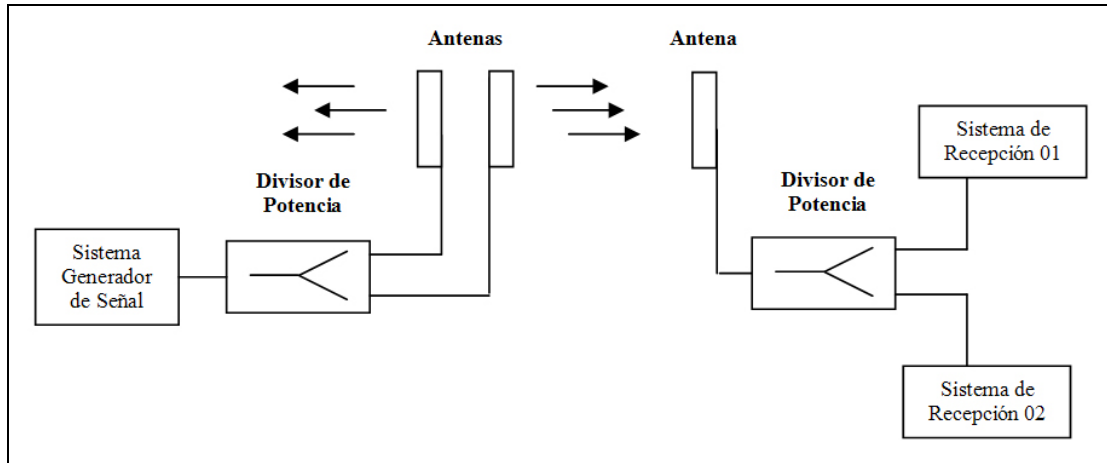 Antenas
Antena
Sistema de
Recepción 01
Divisor de
Potencia
Divisor de
Potencia
Sistema
Generador
de Señal
Sistema de
Recepción 02